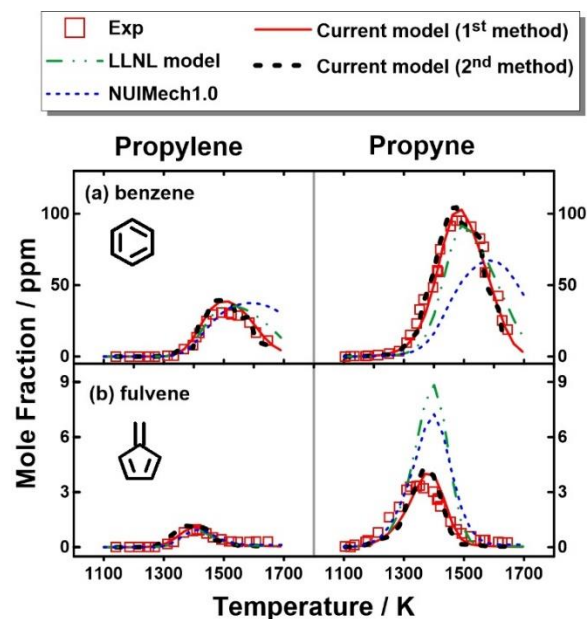 Exp
LLNL model
NUIMech1.0
Current model (1st method)
Current model (2nd method)
Propylene Propyne
(a) benzene
100
50
0
100
50
0
(b) fulvene
9
6
3
0
9
6
3
0
Mole Fraction / ppm
1100 1300 1500 1700 1100 1300 1500 1700
Temperature / K